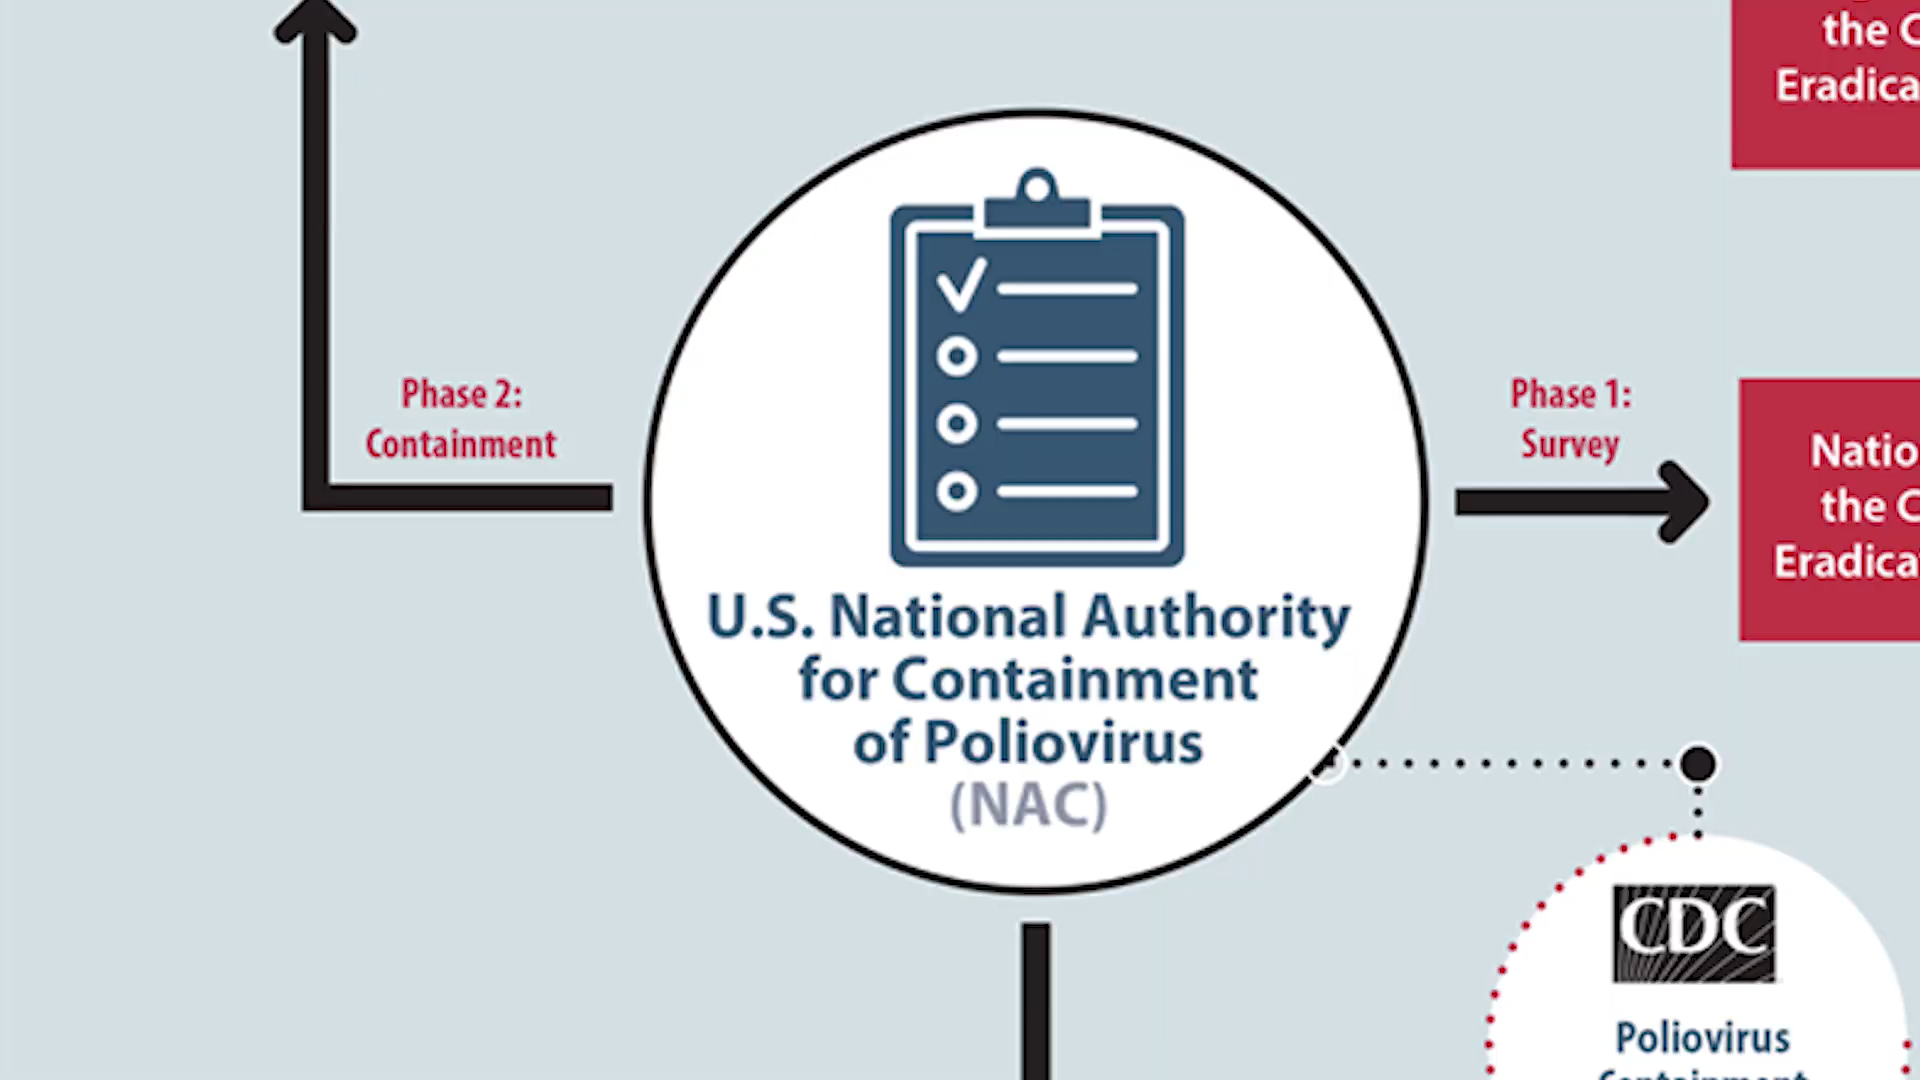 the C
Eradica
Phase 2:
Containment
Phase 1:
Survey
Natio
the C
Eradica
U.S. National Authority
for Containment
of Poliovirus
(NAC)
CDC
Poliovirus
Containment